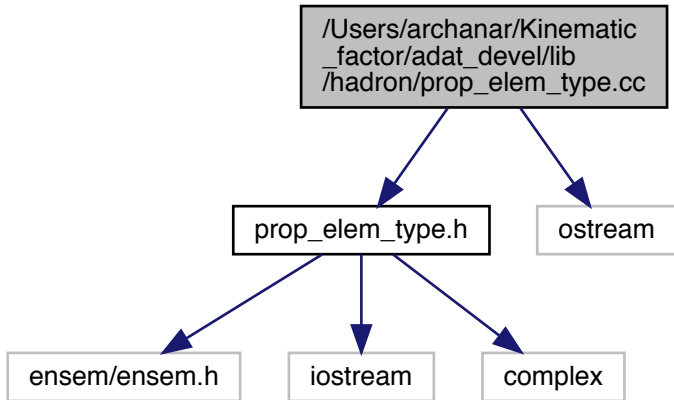 /Users/archanar/Kinematic
_factor/adat_devel/lib
/hadron/prop_elem_type.cc
prop_elem_type.h
ostream
ensem/ensem.h
iostream
complex